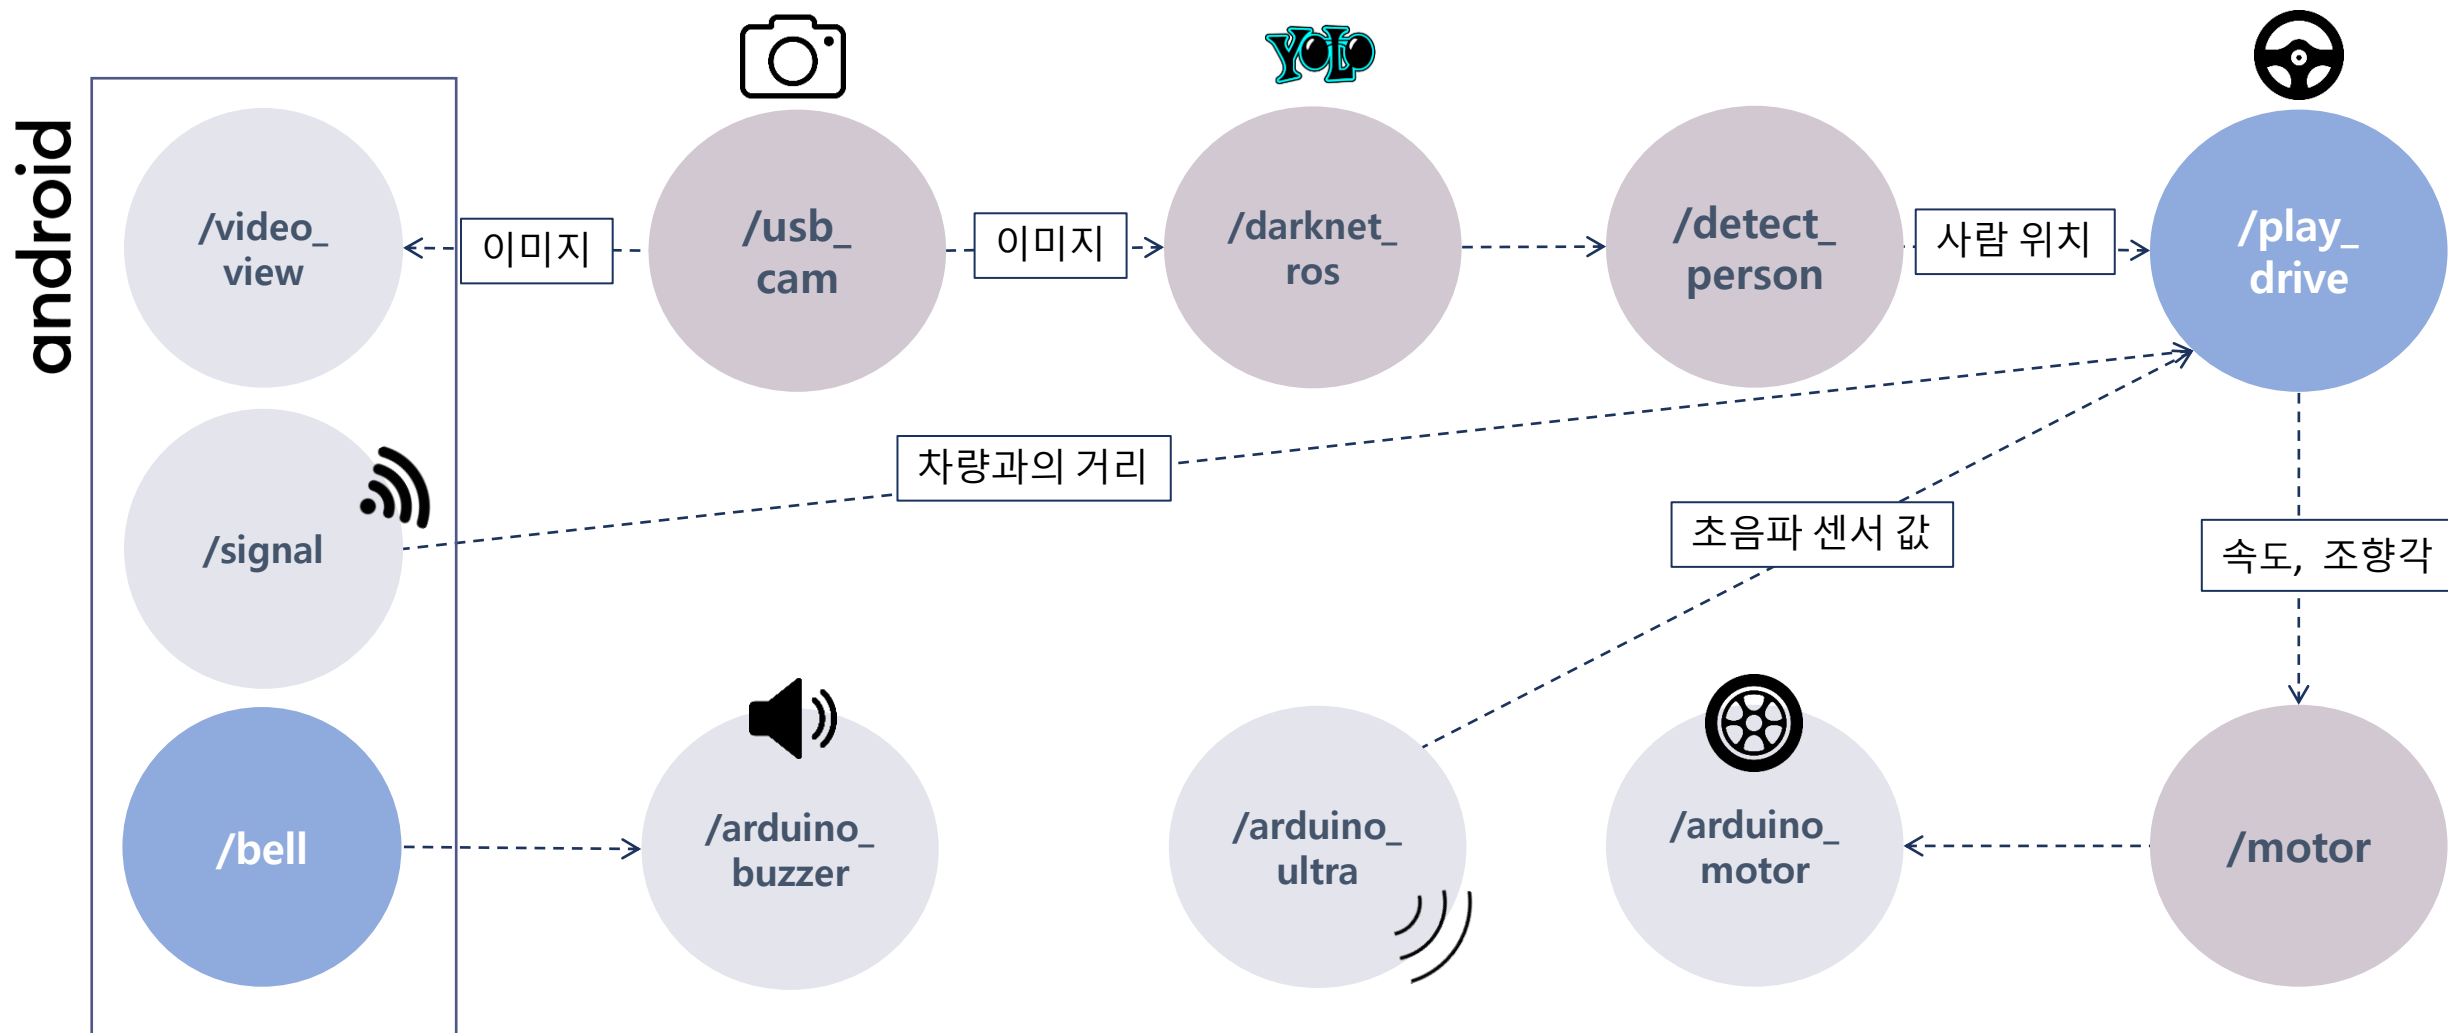 android
YOLO
/video_
view
이미지
/usb_
cam
이미지
/darknet_
ros
/detect_
person
사람 위치
/play_
drive
/signal
차량과의 거리
초음파 센서 값
속도, 조향각
/bell
/arduino_
buzzer
/arduino_
ultra
/arduino_
motor
/motor